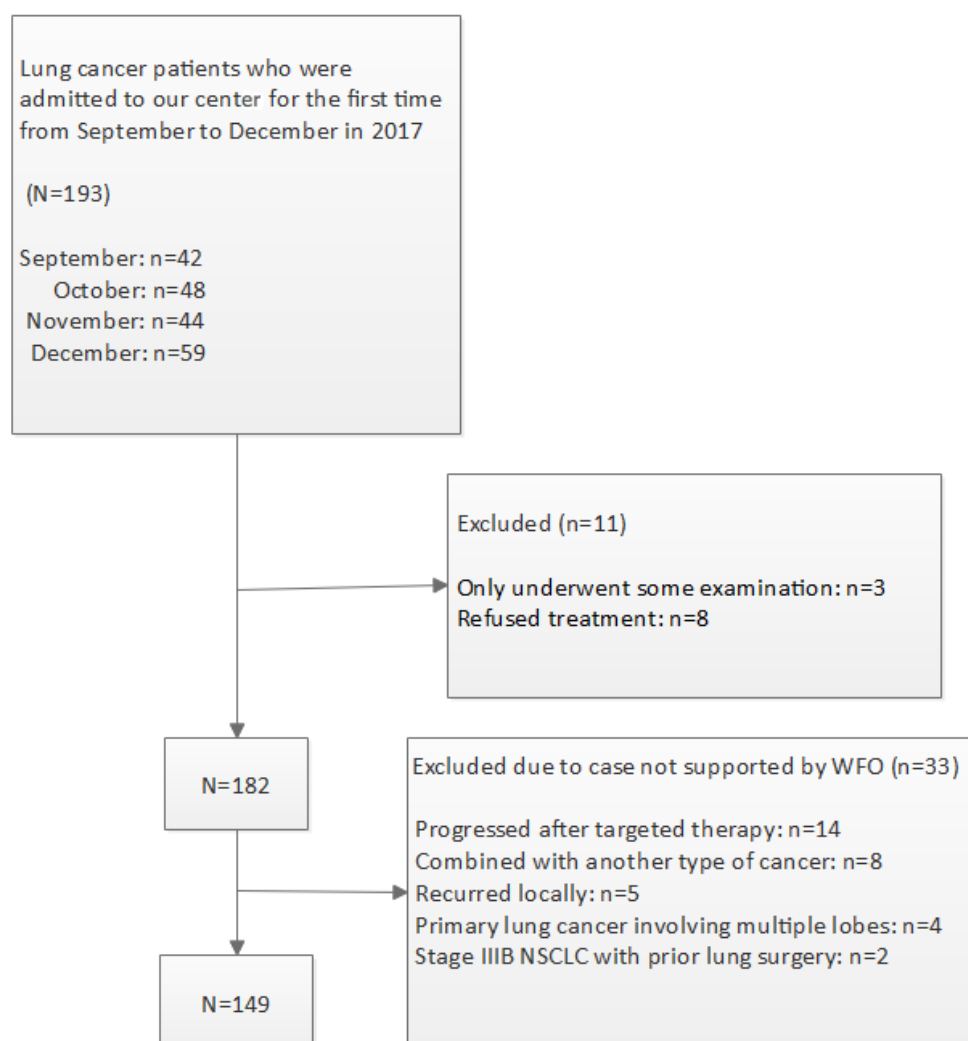 Lung cancer patients who were
admitted to our center for the first time
from September to December in 2017
(N=193)
September: n=42
October: n=48
November: n=44
December: n=59
Excluded (n=11)
Only underwent some examination: n=3
Refused treatment: n=8
N=182
Excluded due to case not supported by WFO (n=33)
Progressed after targeted therapy: n=14
Combined with another type of cancer: n=8
Recurred locally: n=5
Primary lung cancer involving multiple lobes: n=4
Stage IIIB NSCLC with prior lung surgery: n=2
N=149